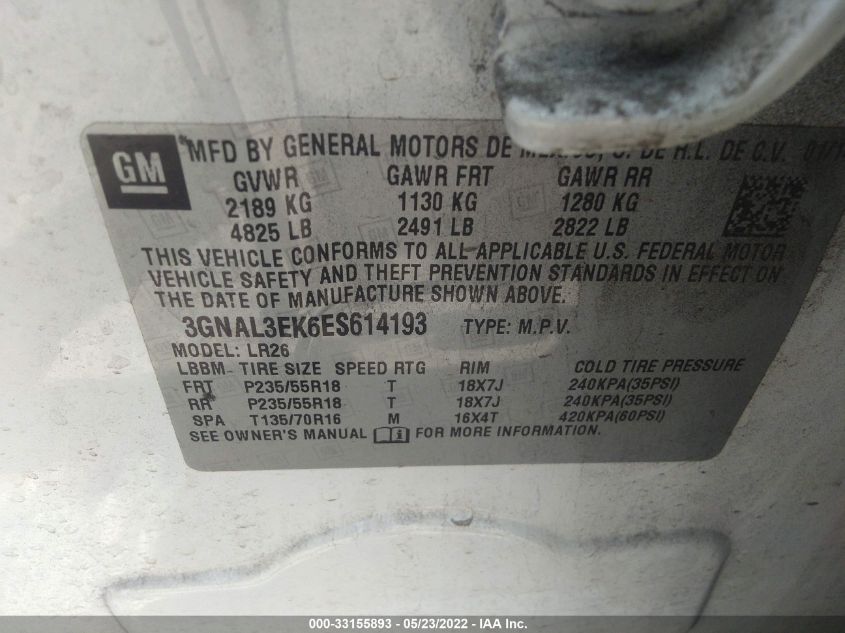 GM
MFD BY GENERAL MOTORS DE MEXICO, S. DE R.L. DE C.V.
GVWR GAWR FRT GAWR RR
2189 KG 1130 KG 1280 KG
4825 LB 2491 LB 2822 LB
THIS VEHICLE CONFORMS TO ALL APPLICABLE U.S. FEDERAL MOTOR
VEHICLE SAFETY AND THEFT PREVENTION STANDARDS IN EFFECT ON
THE DATE OF MANUFACTURE SHOWN ABOVE.
3GNAL3EK6ES614193 TYPE: M.P.V.
MODEL: LR26
LBBM- TIRE SIZE SPEED RTG RIM COLD TIRE PRESSURE
FRT P235/55R18 T 18X7J 240KPA(35PSI)
RR P235/55R18 T 18X7J 240KPA(35PSI)
SPA T135/70R16 M 16X4T 420KPA(60PSI)
SEE OWNER'S MANUAL i FOR MORE INFORMATION.
000-33155893 - 05/23/2022 - IAA Inc.